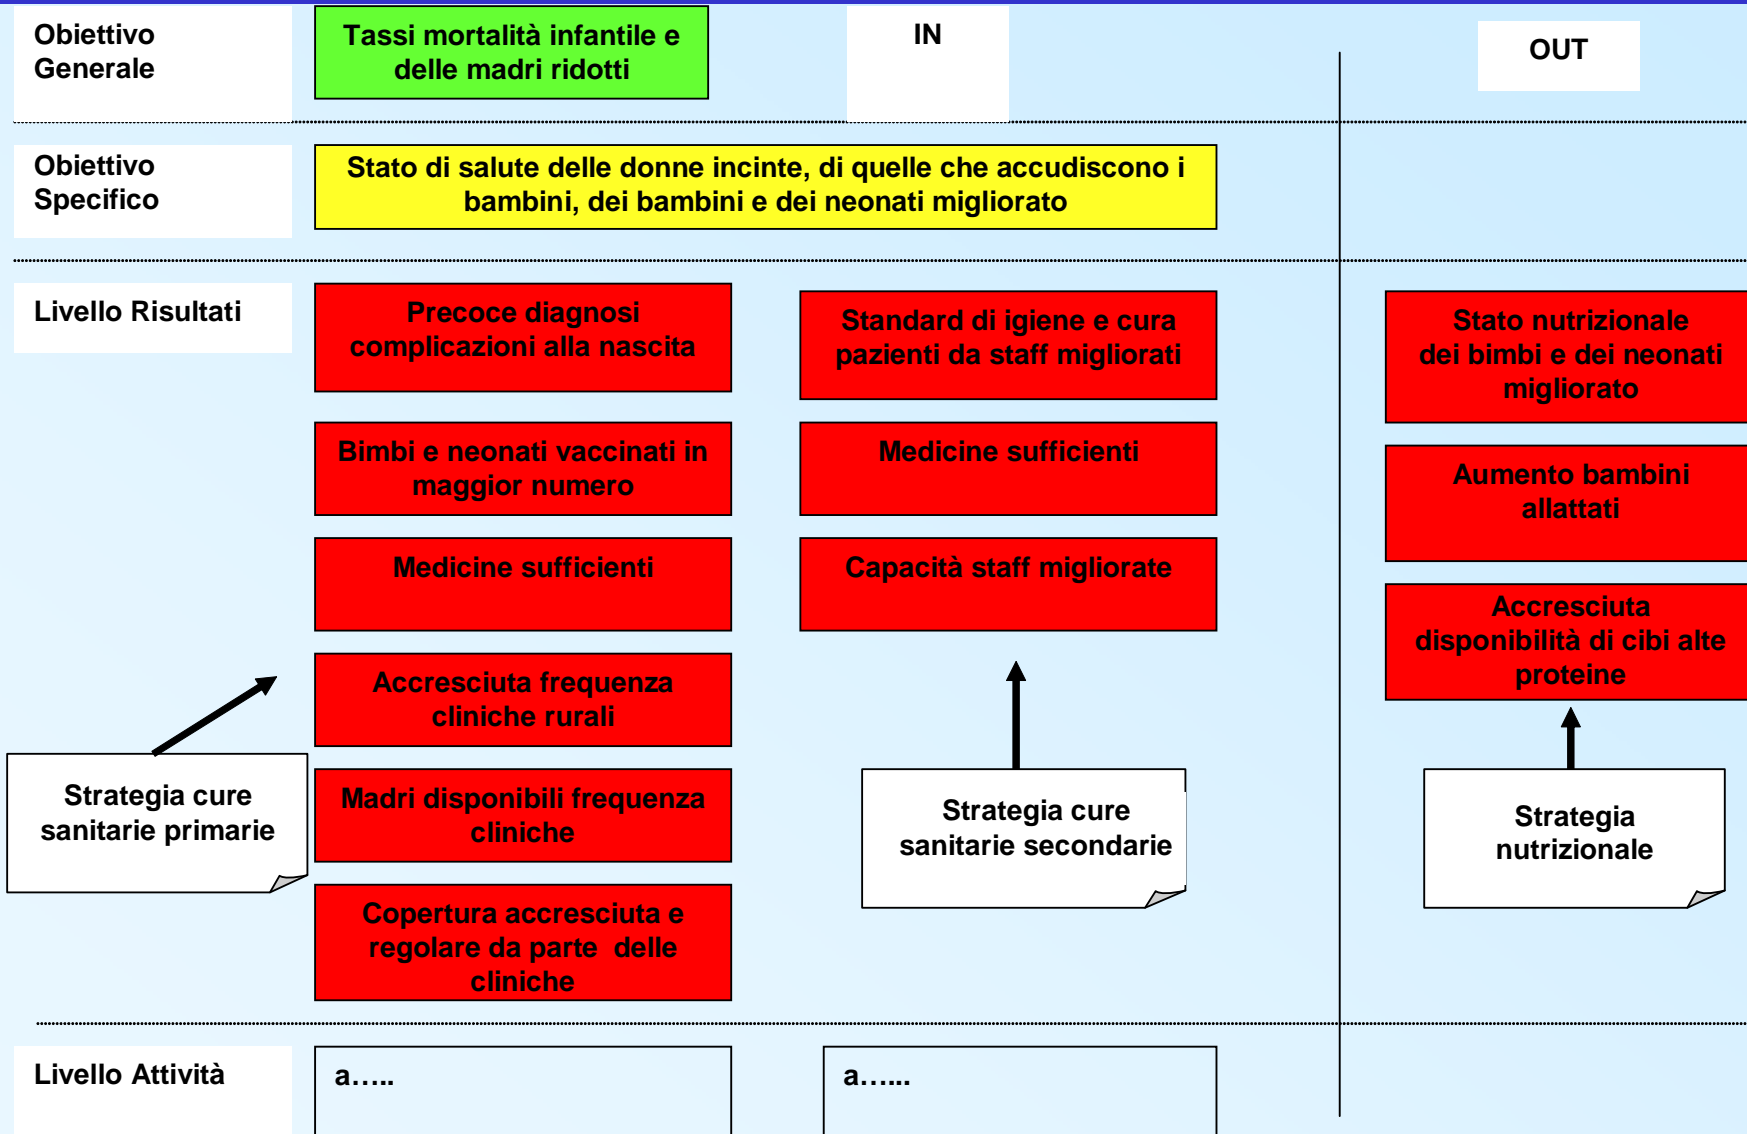 Obiettivo
Generale
Tassi mortalità infantile e
delle madri ridotti
IN
OUT
Obiettivo
Specifico
Stato di salute delle donne incinte, di quelle che accudiscono i
bambini, dei bambini e dei neonati migliorato
Livello Risultati
Precoce diagnosi
complicazioni alla nascita
Bimbi e neonati vaccinati in
maggior numero
Medicine sufficienti
Accresciuta frequenza
cliniche rurali
Madri disponibili frequenza
cliniche
Copertura accresciuta e
regolare da parte  delle
cliniche
Strategia cure
sanitarie primarie
Standard di igiene e cura
pazienti da staff migliorati
Medicine sufficienti
Capacità staff migliorate
Strategia cure
sanitarie secondarie
Stato nutrizionale
dei bimbi e dei neonati
migliorato
Aumento bambini
allattati
Accresciuta
disponibilità di cibi alte
proteine
Strategia
nutrizionale
Livello Attività
a…..
a…...